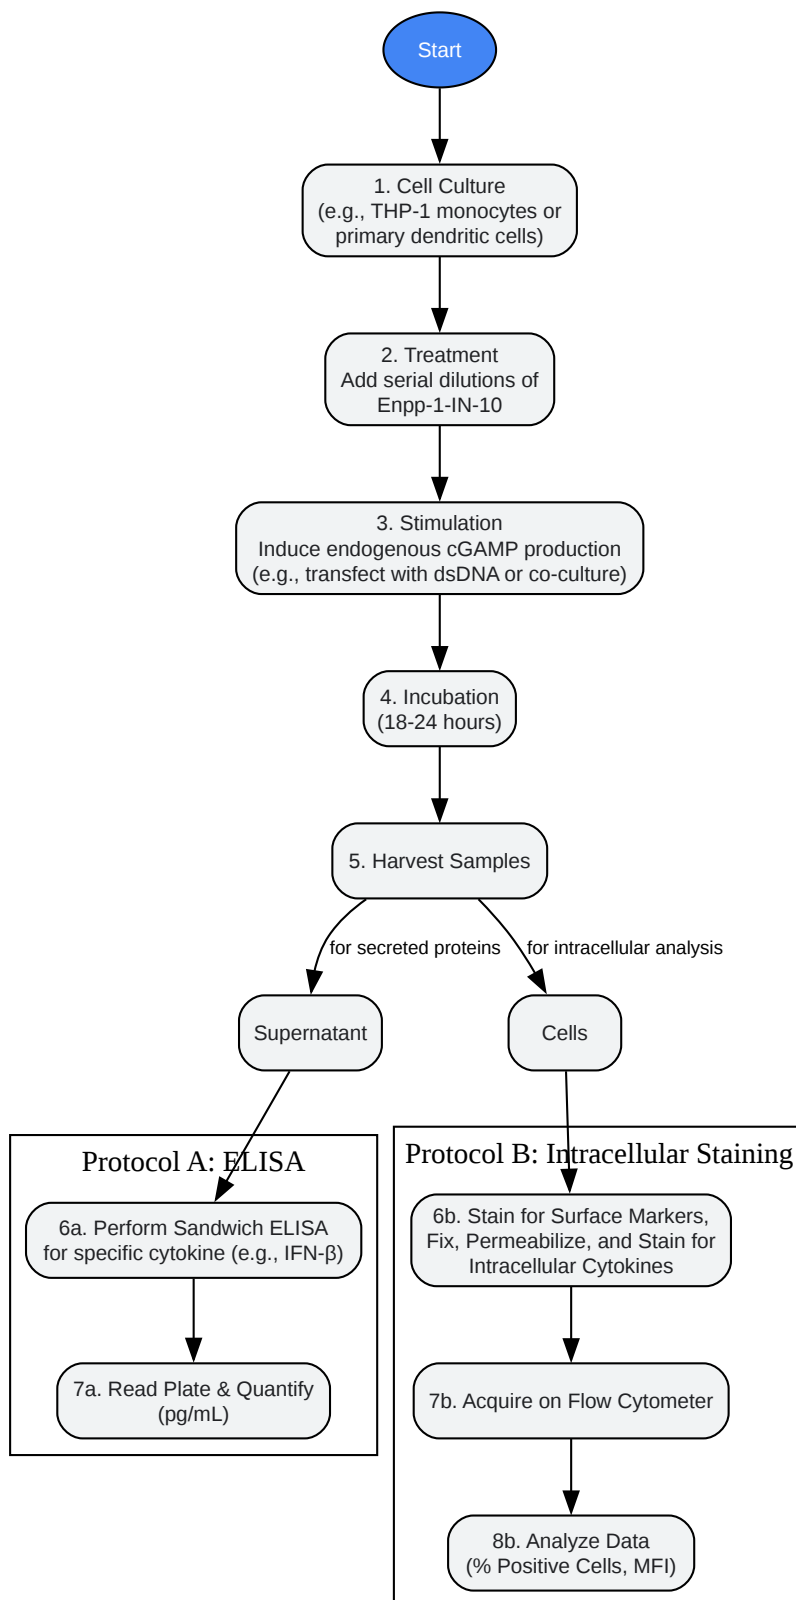 Start
1. Cell Culture
(e.g., THP-1 monocytes or
primary dendritic cells)
2. Treatment
Add serial dilutions of
Enpp-1-IN-10
3. Stimulation
Induce endogenous cGAMP production
(e.g., transfect with dsDNA or co-culture)
4. Incubation
(18-24 hours)
5. Harvest Samples
for secreted proteins
for intracellular analysis
Supernatant
Cells
Protocol A: ELISA
6a. Perform Sandwich ELISA
for specific cytokine (e.g., IFN-β)
7a. Read Plate & Quantify
(pg/mL)
Protocol B: Intracellular Staining
6b. Stain for Surface Markers,
Fix, Permeabilize, and Stain for
Intracellular Cytokines
7b. Acquire on Flow Cytometer
8b. Analyze Data
(% Positive Cells, MFI)